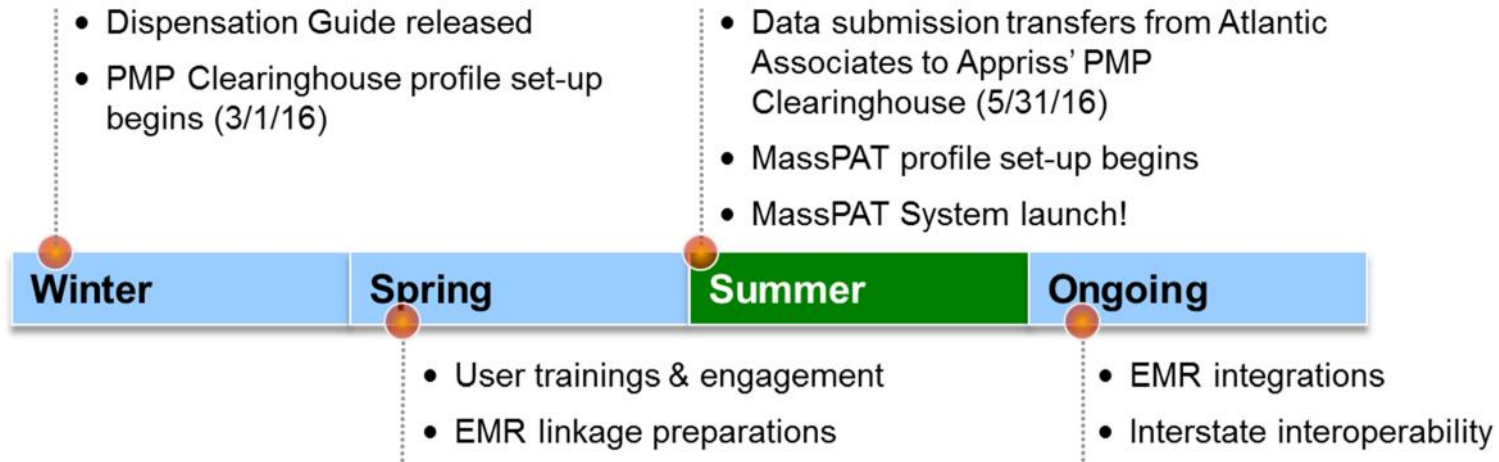 • Dispensation Guide released
• PMP Clearinghouse profile set-up
begins (3/1/16)
• Data submission transfers from Atlantic
Associates to Appriss’ PMP
Clearinghouse (5/31/16)
• MassPAT profile set-up begins
• MassPAT System launch!
Winter
Spring
Summer
Ongoing
• User trainings & engagement
• EMR linkage preparations
• EMR integrations
• Interstate interoperability